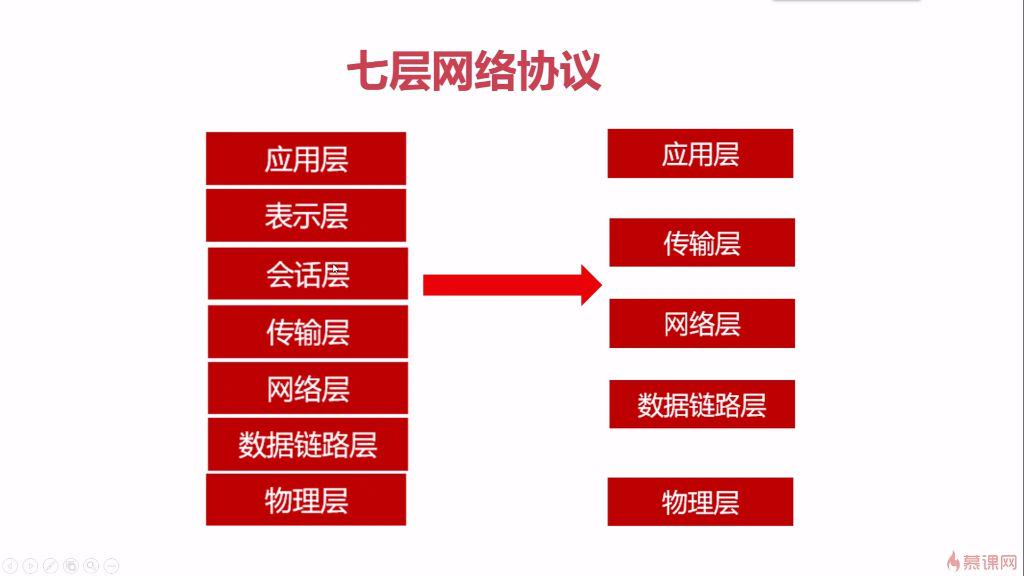 七层网络协议
应用层
表示层
会话层
传输层
网络层
数据链路层
物理层
应用层
传输层
网络层
数据链路层
物理层
慕课网